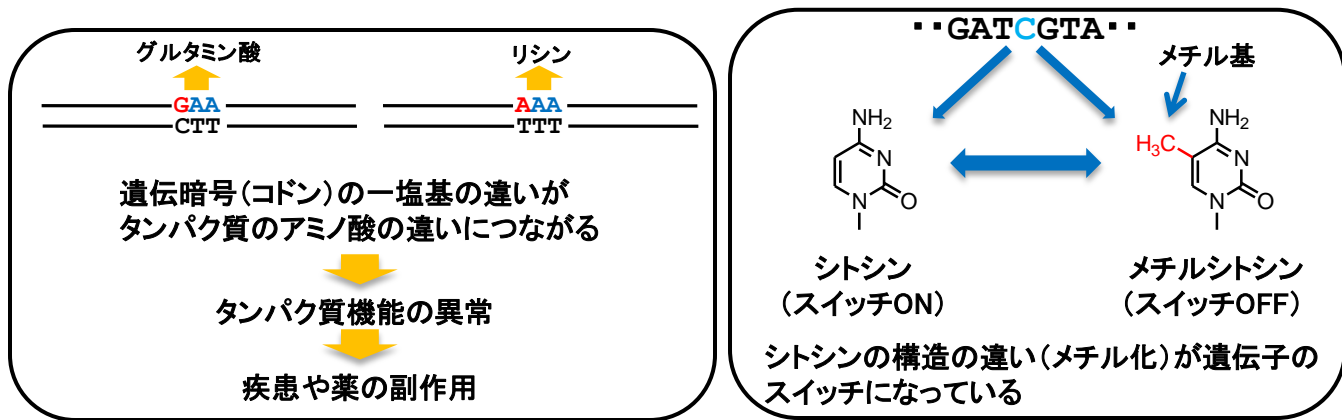 グルタミン酸
リシン
GAA
CTT
AAA
TTT
遺伝暗号(コドン)の一塩基の違いが
タンパク質のアミノ酸の違いにつながる
タンパク質機能の異常
疾患や薬の副作用
‥GATCGTA‥
メチル基
NH₂
N
N
O
H₃C
NH₂
N
N
O
シトシン
(スイッチON)
メチルシトシン
(スイッチOFF)
シトシンの構造の違い(メチル化)が遺伝子の
スイッチになっている